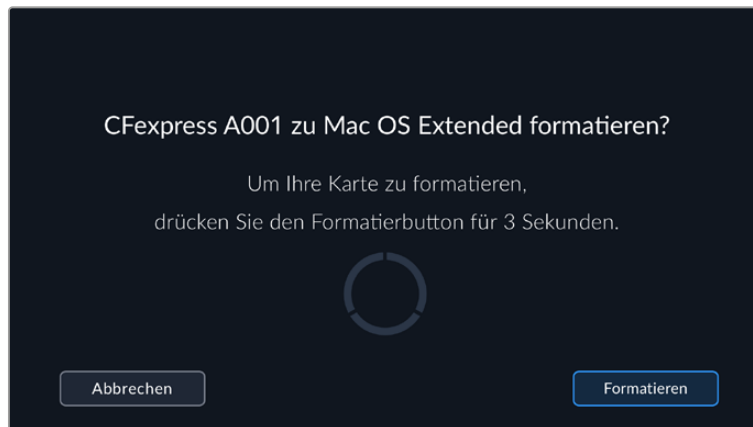 CFexpress A001 zu Mac OS Extended formatieren?
Um Ihre Karte zu formatieren,
drücken Sie den Formatierbutton für 3 Sekunden.
Abbrechen
Formatieren